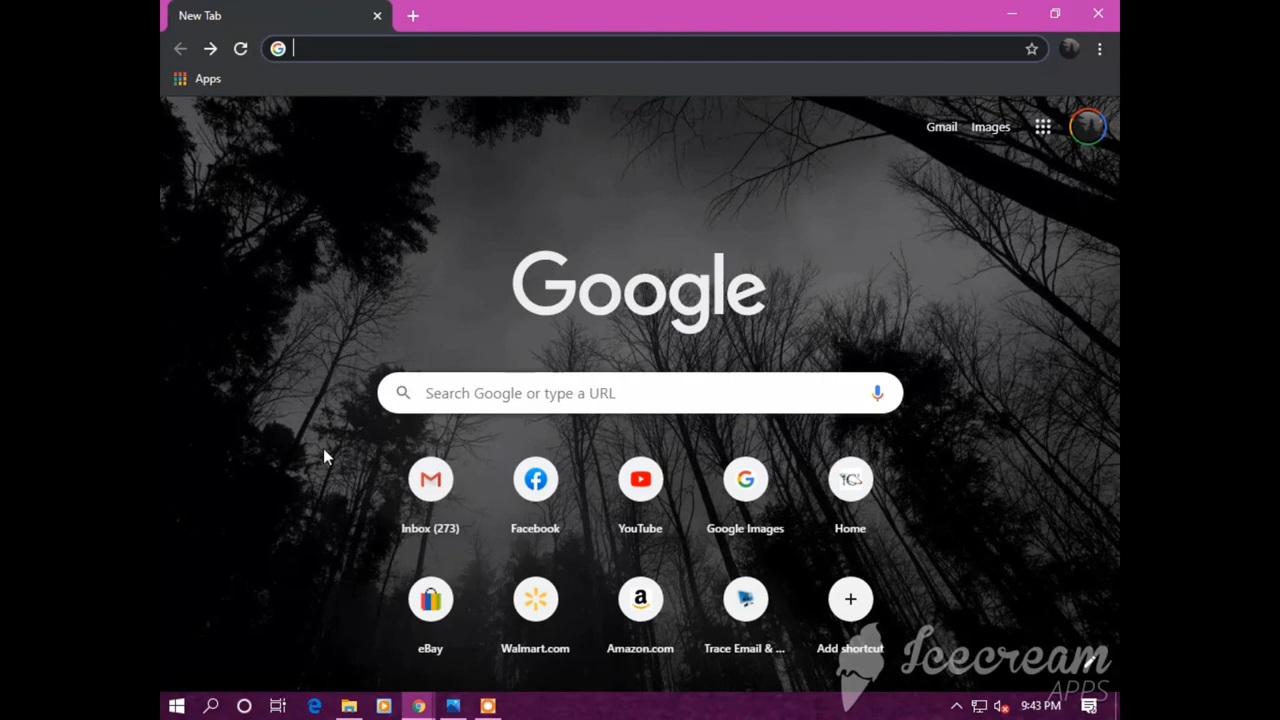 New Tab
Apps
Gmail Images
Google
Search Google or type a URL
Inbox (273) Facebook YouTube Google Images Home
eBay Walmart.com Amazon.com Trace Email & ... Add shortcut
Icecream
APPS
9:43 PM